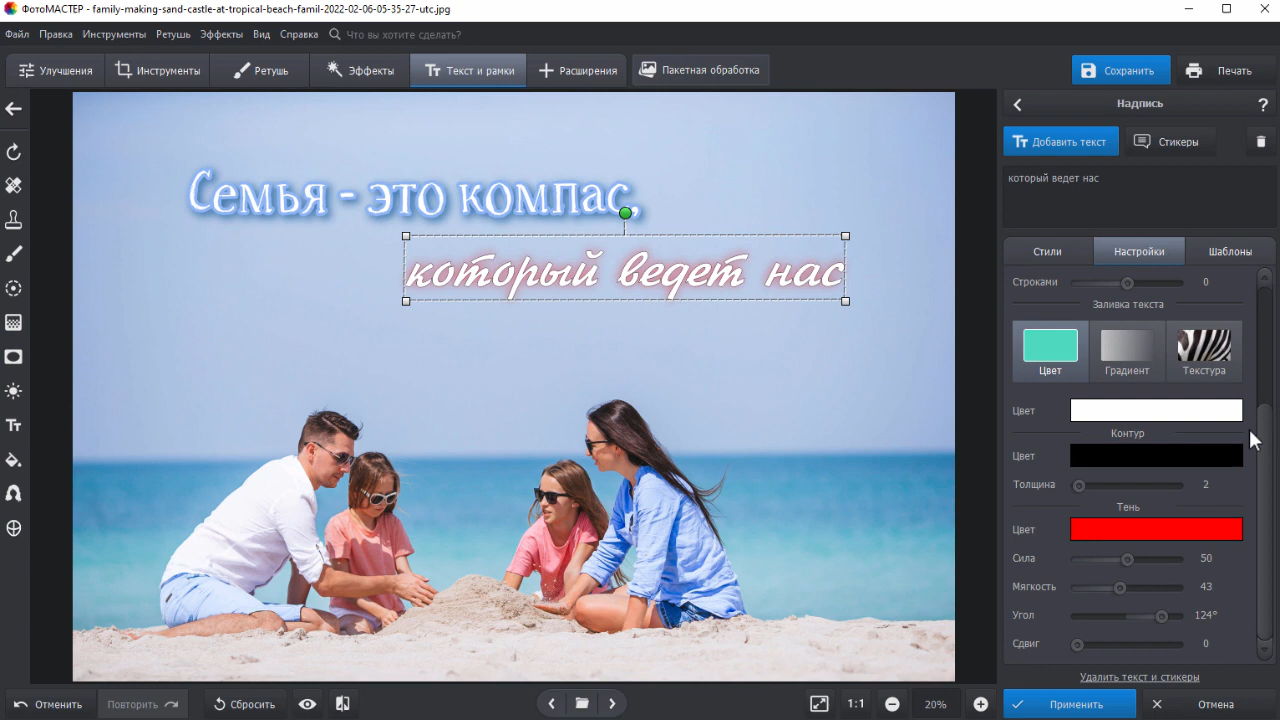 ФотоМАСТЕР - family-making-sand-castle-at-tropical-beach-famil-2022-02-06-05-35-27-utc.jpg
Файл Правка Инструменты Ретушь Эффекты Вид Справка Что вы хотите сделать?
Улучшения Инструменты Ретушь Эффекты Текст и рамки Расширения Пакетная обработка Сохранить Печать
Надпись ?
Добавить текст Стикеры
который ведет нас
Стили Настройки Шаблоны
Строками 0
Заливка текста
Цвет Градиент Текстура
Цвет
Контур
Цвет
Толщина 2
Тень
Цвет
Сила 50
Мягкость 43
Угол 124°
Сдвиг 0
Удалить текст и стикеры
Семья - это компас,
который ведет нас
Отменить Повторить Сбросить 1:1 20% Применить Отмена